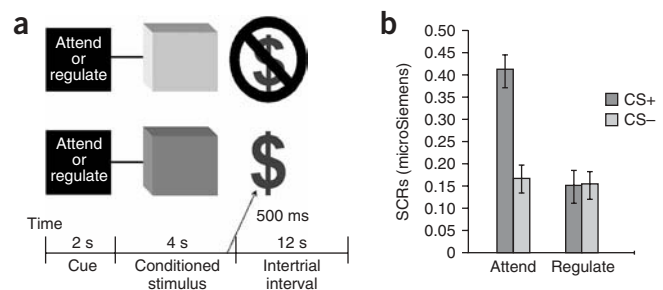 a
Attend
or
regulate
$
Attend
or
regulate
$
500 ms
Time
2 s
4 s
12 s
Cue
Conditioned
stimulus
Intertrial
interval
b
SCRs (microSiemens)
0.50
0.45
0.40
0.35
0.30
0.25
0.20
0.15
0.10
0.05
0
CS+
CS–
Attend
Regulate